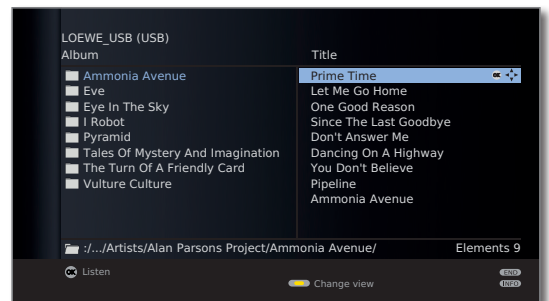 LOEWE_USB (USB)
Album Title
Ammonia Avenue
Eve
Eye In The Sky
I Robot
Pyramid
Tales Of Mystery And Imagination
The Turn Of A Friendly Card
Vulture Culture
Prime Time OK
Let Me Go Home
One Good Reason
Since The Last Goodbye
Don't Answer Me
Dancing On A Highway
You Don't Believe
Pipeline
Ammonia Avenue
:/.../Artists/Alan Parsons Project/Ammonia Avenue/ Elements 9
OK Listen END
Change view INFO